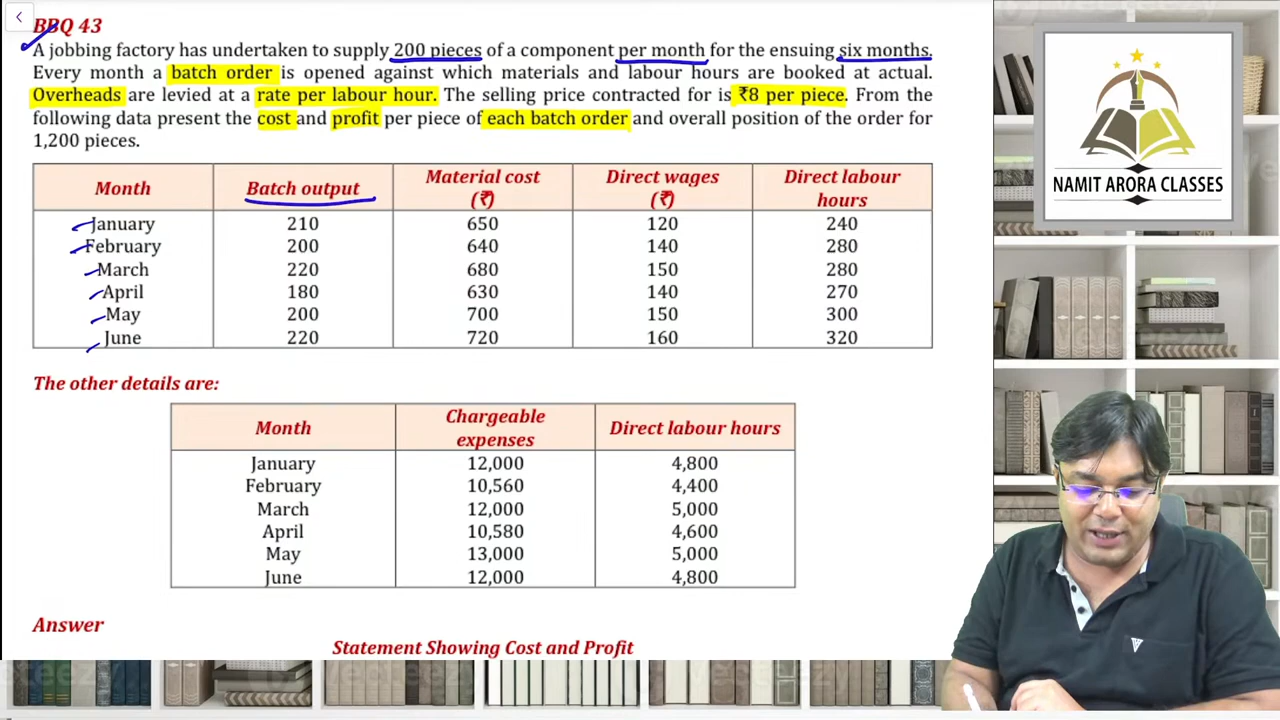 BBQ 43
A jobbing factory has undertaken to supply 200 pieces of a component per month for the ensuing six months.
Every month a batch order is opened against which materials and labour hours are booked at actual.
Overheads are levied at a rate per labour hour. The selling price contracted for is ₹8 per piece. From the
following data present the cost and profit per piece of each batch order and overall position of the order for
1,200 pieces.
Month Batch output Material cost (₹) Direct wages (₹) Direct labour hours
January 210 650 120 240
February 200 640 140 280
March 220 680 150 280
April 180 630 140 270
May 200 700 150 300
June 220 720 160 320
The other details are:
Month Chargeable expenses Direct labour hours
January 12,000 4,800
February 10,560 4,400
March 12,000 5,000
April 10,580 4,600
May 13,000 5,000
June 12,000 4,800
Answer
Statement Showing Cost and Profit
NAMIT ARORA CLASSES